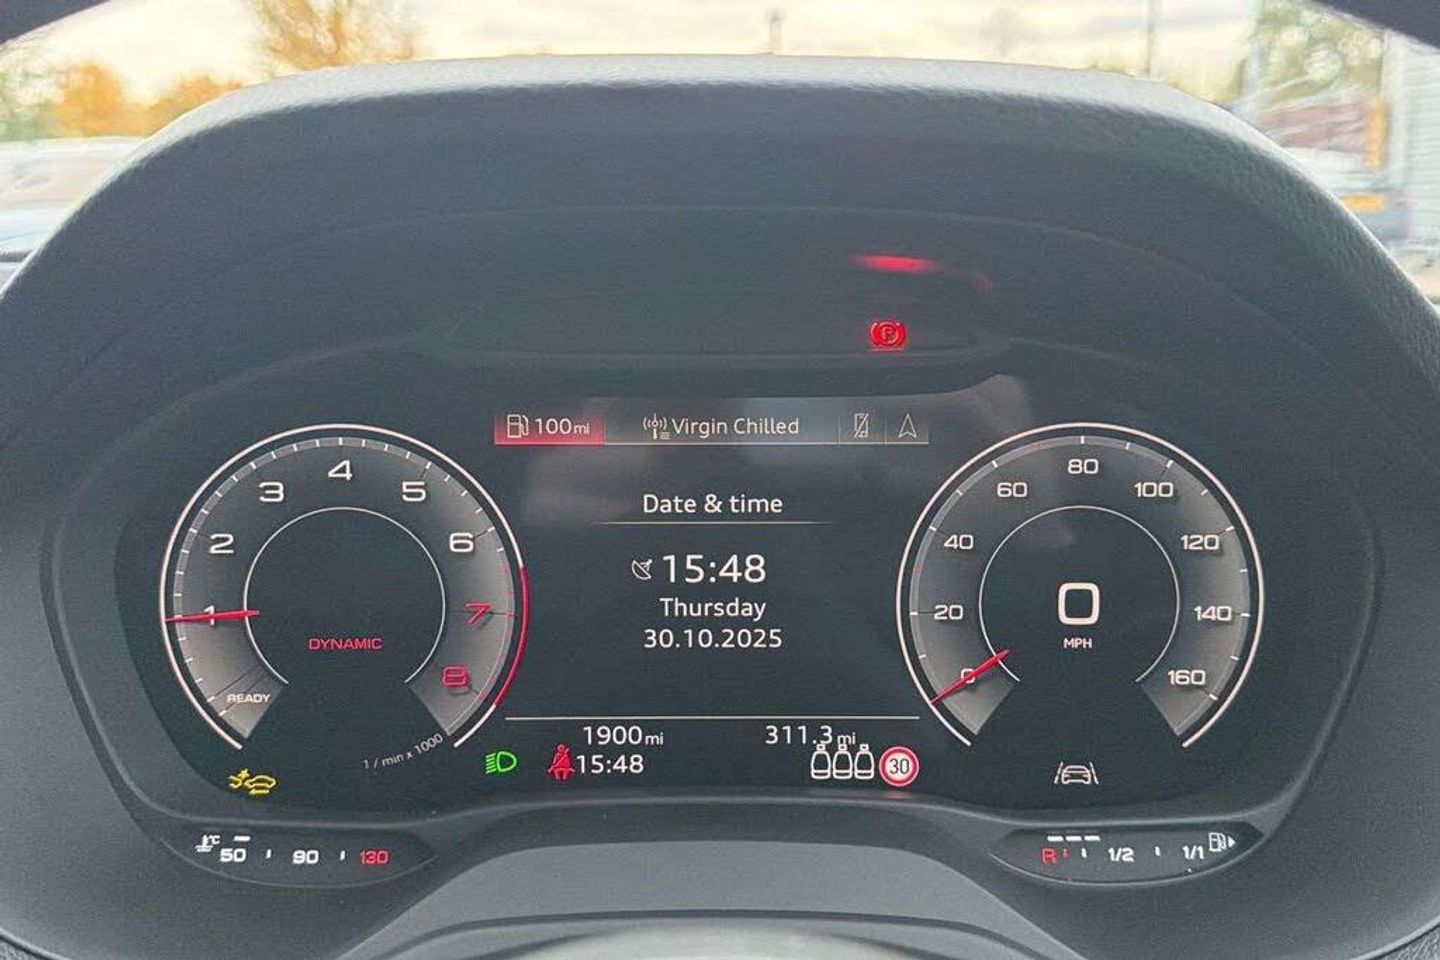 P
100mi
Virgin Chilled
Date & time
15:48
Thursday
30.10.2025
1 2 3 4 5 6 7 8
READY
DYNAMIC
1 / min x 1000
0 20 40 60 80 100 120 140 160
0
MPH
1900mi
311.3mi
15:48
30
°C 50 90 130
R 1/2 1/1